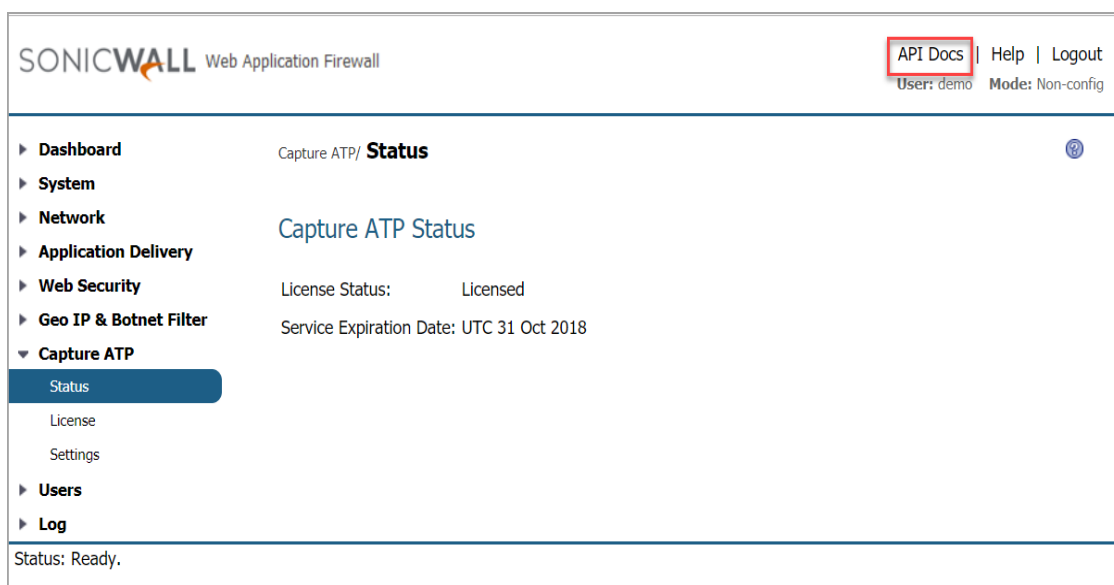 SONICWALL Web Application Firewall
API Docs | Help | Logout
User: demo Mode: Non-config
Dashboard
System
Network
Application Delivery
Web Security
Geo IP & Botnet Filter
Capture ATP
Status
License
Settings
Users
Log
Capture ATP/ Status
Capture ATP Status
License Status: Licensed
Service Expiration Date: UTC 31 Oct 2018
Status: Ready.